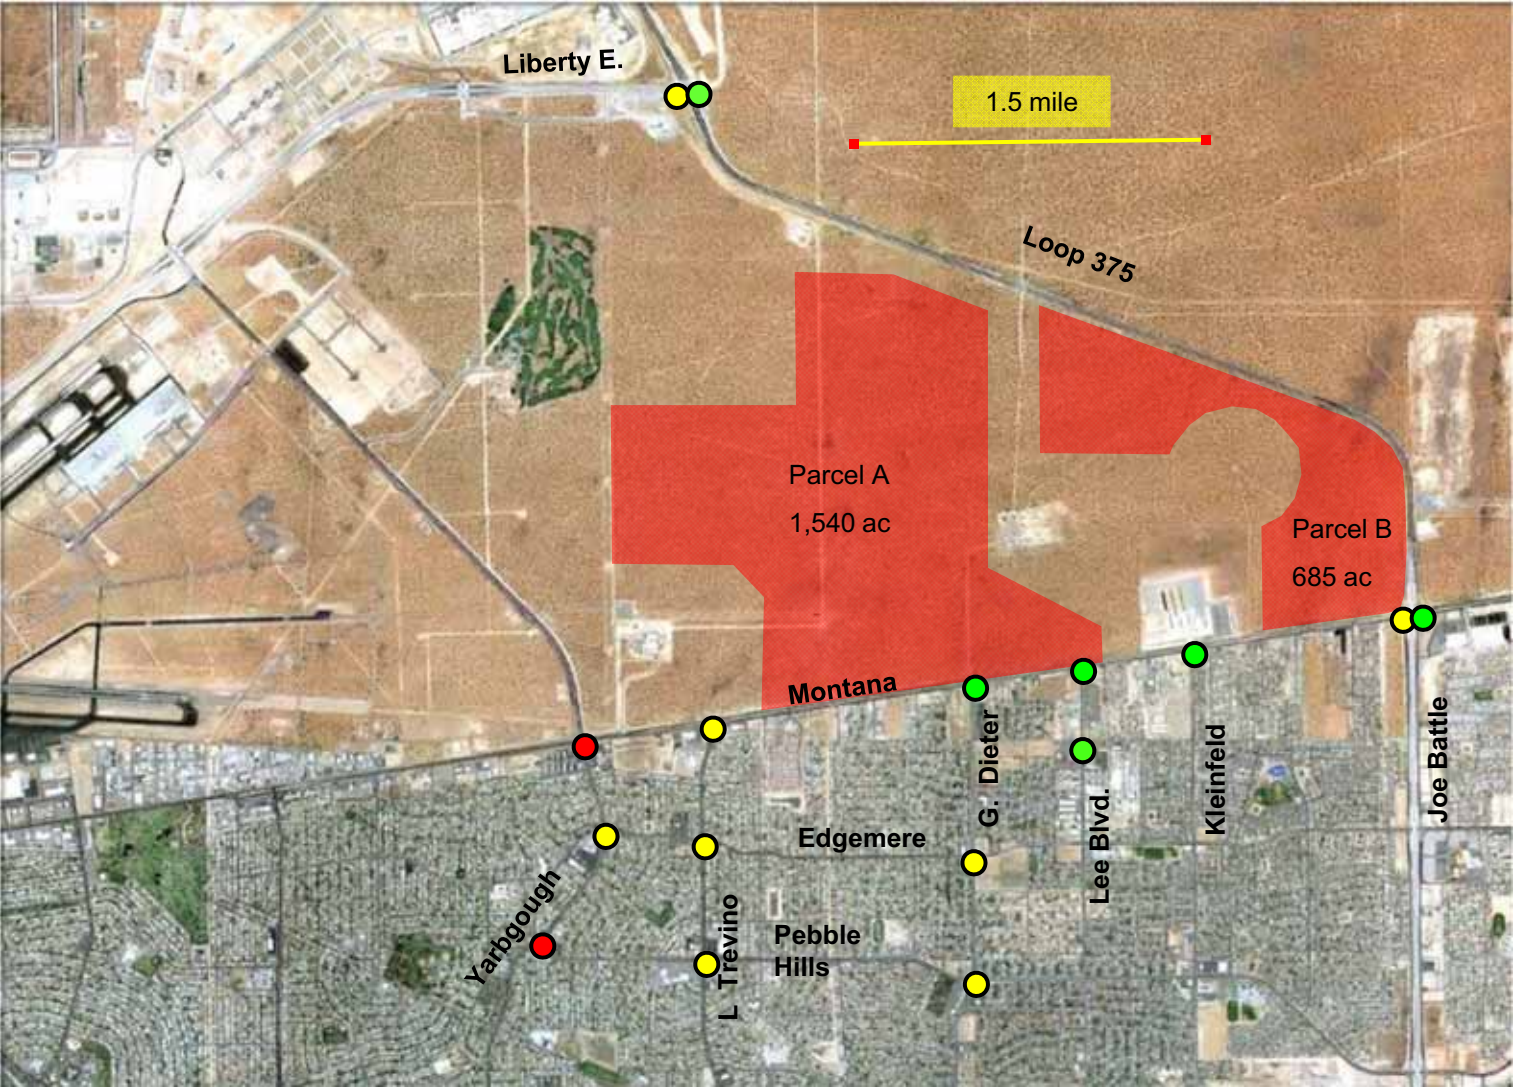 Liberty E.
1.5 mile
Loop 375
Parcel A
1,540 ac
Parcel B
685 ac
Montana
G. Dieter
Lee Blvd.
Kleinfeld
Joe Battle
Edgemere
Yarbgough
L Trevino
Pebble
Hills